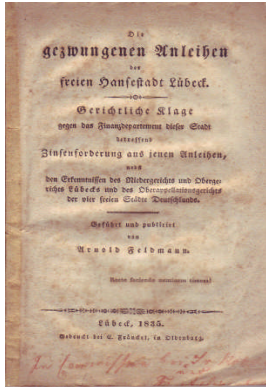 Die
gezwungenen Anleihen
der
freien Hansestadt Lübeck.
Gerichtliche Klage
gegen das Finanzdepartement dieser Stadt
betreffend
Zinsenforderung aus jenen Anleihen,
nebst
den Erkenntnissen des Niedergerichts und Oberge-
richtes Lübecks und des Oberappellationsgerichts
der vier freien Städte Deutschlands.
Geführt und publicirt
von
Arnold Feldmann.
Lübeck, 1835.
Gedruckt bei C. Fränckel, in Oldenburg.